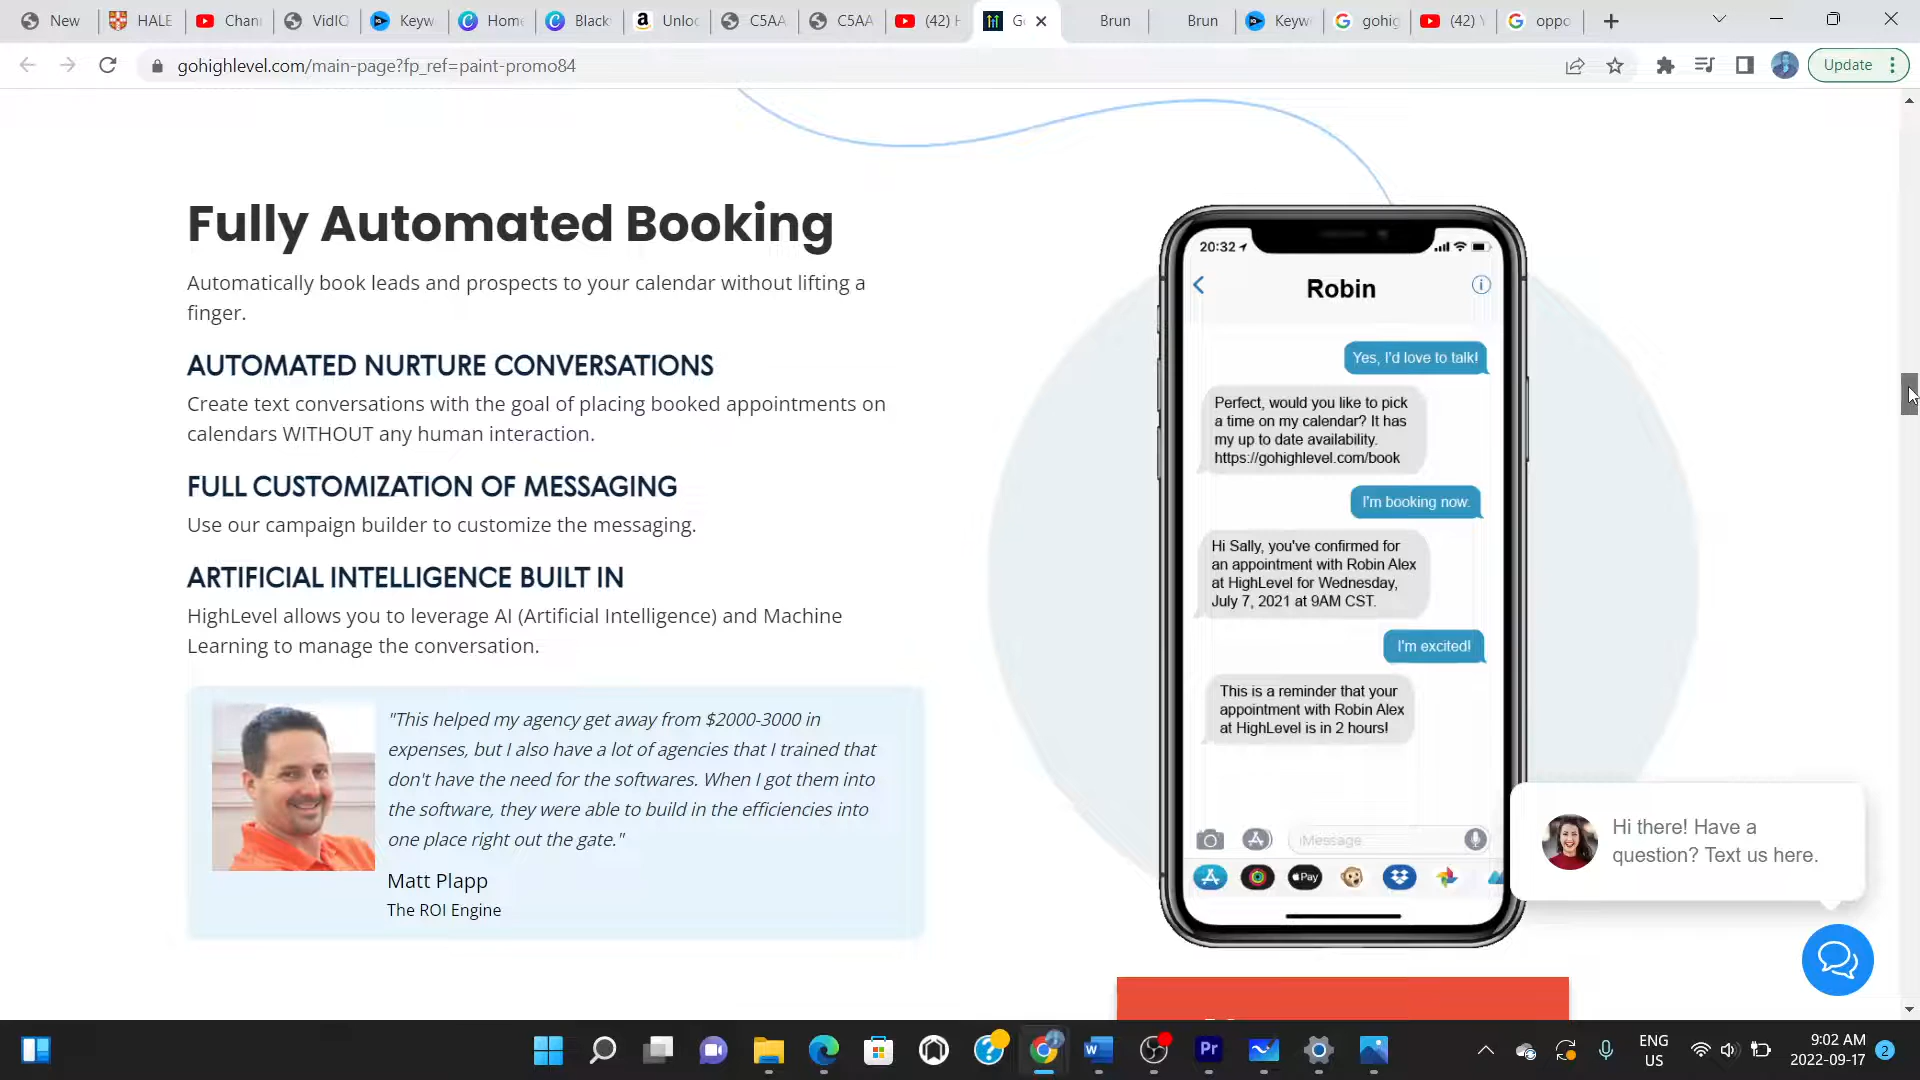 New
HALE
Chann
VidIQ
Keyw
Home
Black
Unloc
C5AA
C5AA
(42) H
Brun
Brun
Keyw
gohig
(42) Y
oppo
gohighlevel.com/main-page?fp_ref=paint-promo84
Update
Fully Automated Booking
Automatically book leads and prospects to your calendar without lifting a
finger.
AUTOMATED NURTURE CONVERSATIONS
Create text conversations with the goal of placing booked appointments on
calendars WITHOUT any human interaction.
FULL CUSTOMIZATION OF MESSAGING
Use our campaign builder to customize the messaging.
ARTIFICIAL INTELLIGENCE BUILT IN
HighLevel allows you to leverage AI (Artificial Intelligence) and Machine
Learning to manage the conversation.
"This helped my agency get away from $2000-3000 in
expenses, but I also have a lot of agencies that I trained that
don't have the need for the softwares. When I got them into
the software, they were able to build in the efficiencies into
one place right out the gate."
Matt Plapp
The ROI Engine
20:32
Robin
Yes, I'd love to talk!
Perfect, would you like to pick
a time on my calendar? It has
my up to date availability.
https://gohighlevel.com/book
I'm booking now.
Hi Sally, you've confirmed for
an appointment with Robin Alex
at HighLevel for Wednesday,
July 7, 2021 at 9AM CST.
I'm excited!
This is a reminder that your
appointment with Robin Alex
at HighLevel is in 2 hours!
iMessage
Pay
Hi there! Have a
question? Text us here.
Pr
ENG
US
9:02 AM
2022-09-17
2